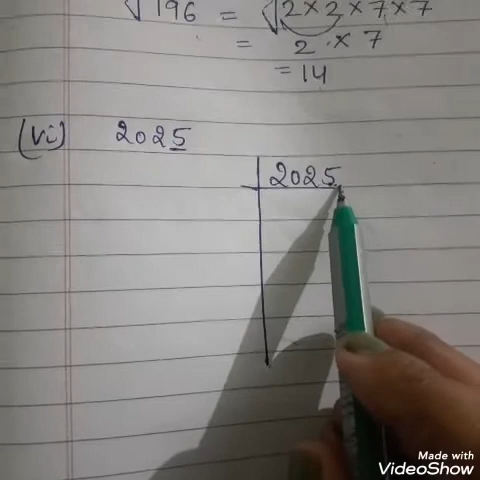 √196 = √2×2×7×7
= 2 × 7
= 14
(vi) 2025
2025
Made with
VideoShow